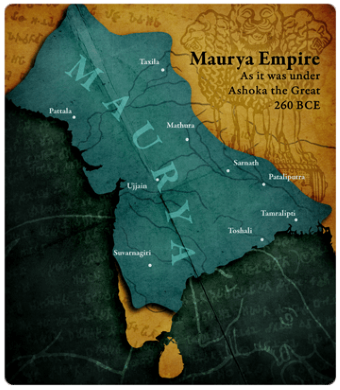 Maurya Empire
As it was under
Ashoka the Great
260 BCE
MAURYA
Taxila
Pattala
Mathura
Sarnath
Pataliputra
Ujjain
Tamralipti
Toshali
Suvarnagiri